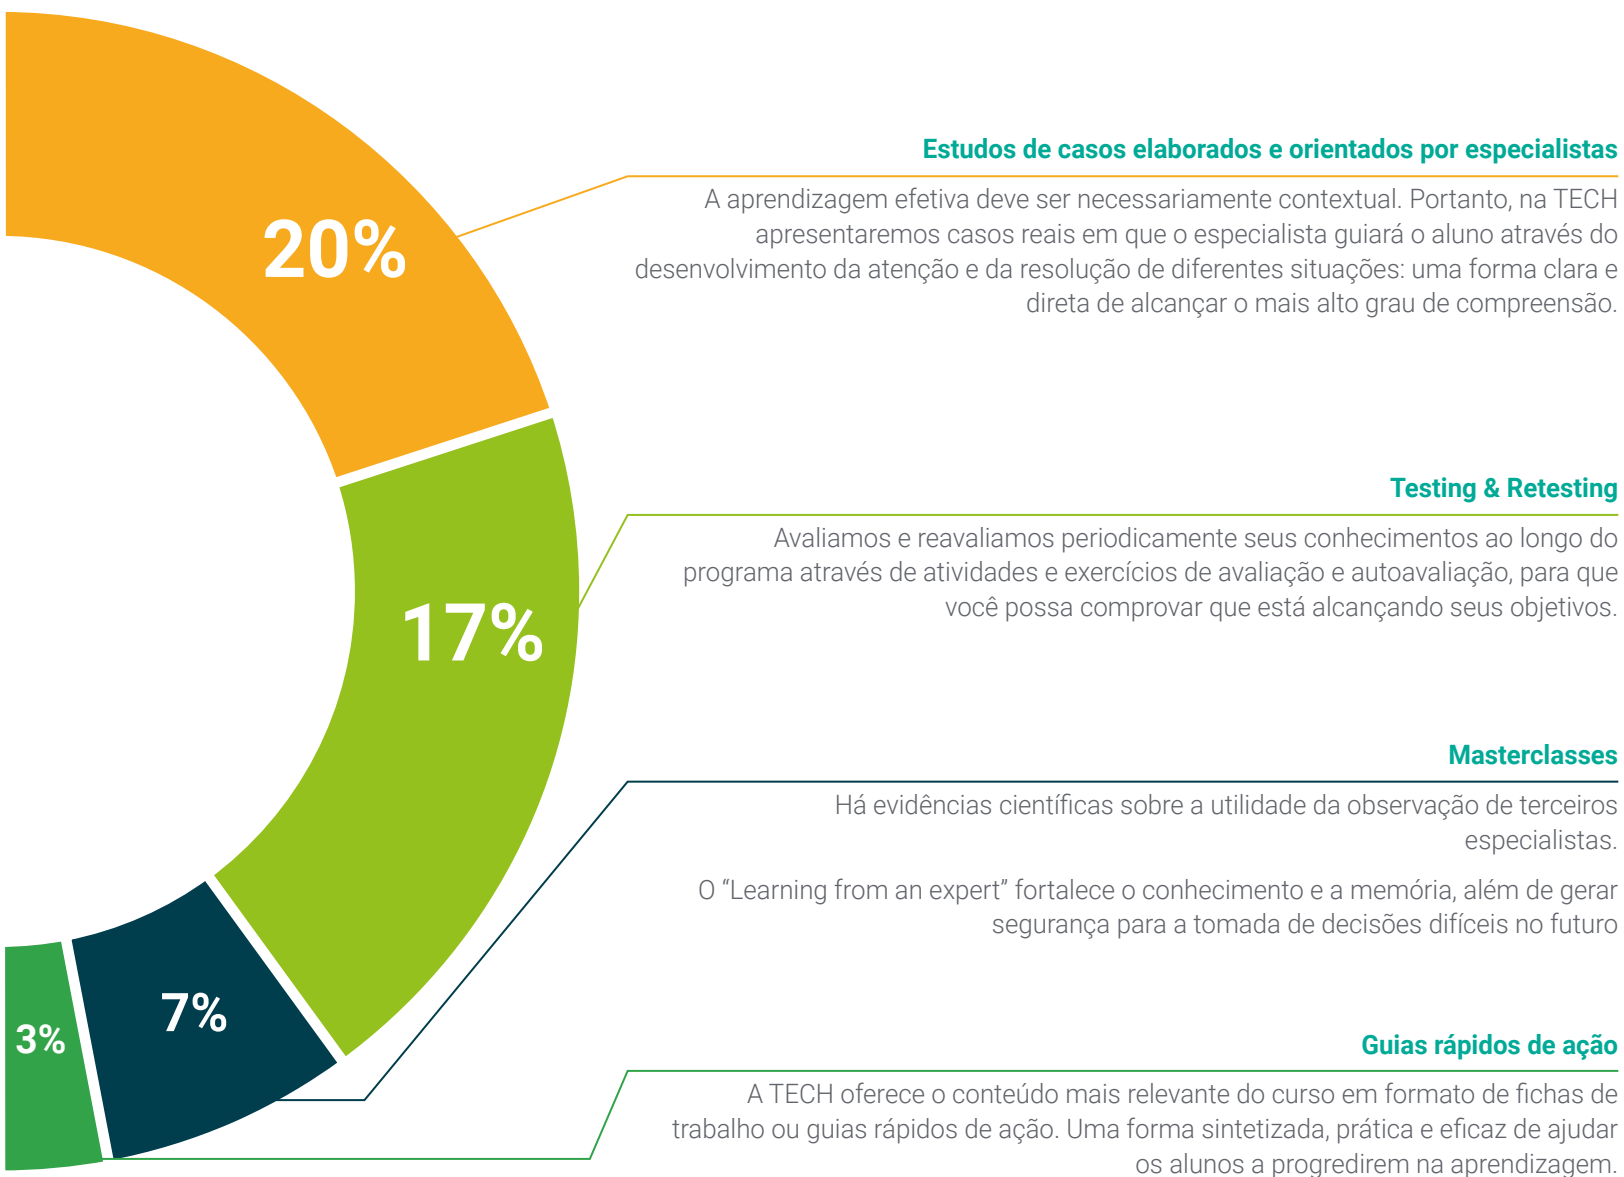 Estudos de casos elaborados e orientados por especialistas
A aprendizagem efetiva deve ser necessariamente contextual. Portanto, na TECH
apresentaremos casos reais em que o especialista guiará o aluno através do
desenvolvimento da atenção e da resolução de diferentes situações: uma forma clara e
direta de alcançar o mais alto grau de compreensão.
20%
Testing & Retesting
Avaliamos e reavaliamos periodicamente seus conhecimentos ao longo do
programa através de atividades e exercícios de avaliação e autoavaliação, para que
você possa comprovar que está alcançando seus objetivos.
17%
Masterclasses
Há evidências científicas sobre a utilidade da observação de terceiros
especialistas.
O “Learning from an expert” fortalece o conhecimento e a memória, além de gerar
segurança para a tomada de decisões difíceis no futuro
7%
3%
Guias rápidos de ação
A TECH oferece o conteúdo mais relevante do curso em formato de fichas de
trabalho ou guias rápidos de ação. Uma forma sintetizada, prática e eficaz de ajudar
os alunos a progredirem na aprendizagem.